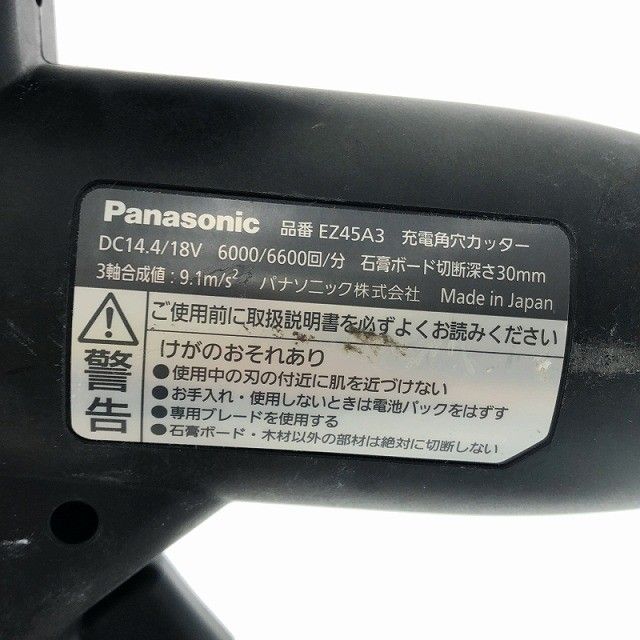 Panasonic 品番 EZ45A3 充電角穴カッター
DC14.4/18V 6000/6600回/分 石膏ボード切断深さ30mm
3軸合成値：9.1m/s² パナソニック株式会社 Made in Japan
ご使用前に取扱説明書を必ずよくお読みください
警告
けがのおそれあり
●使用中の刃の付近に肌を近づけない
●お手入れ・使用しないときは電池パックをはずす
●専用ブレードを使用する
●石膏ボード・木材以外の部材は絶対に切断しない